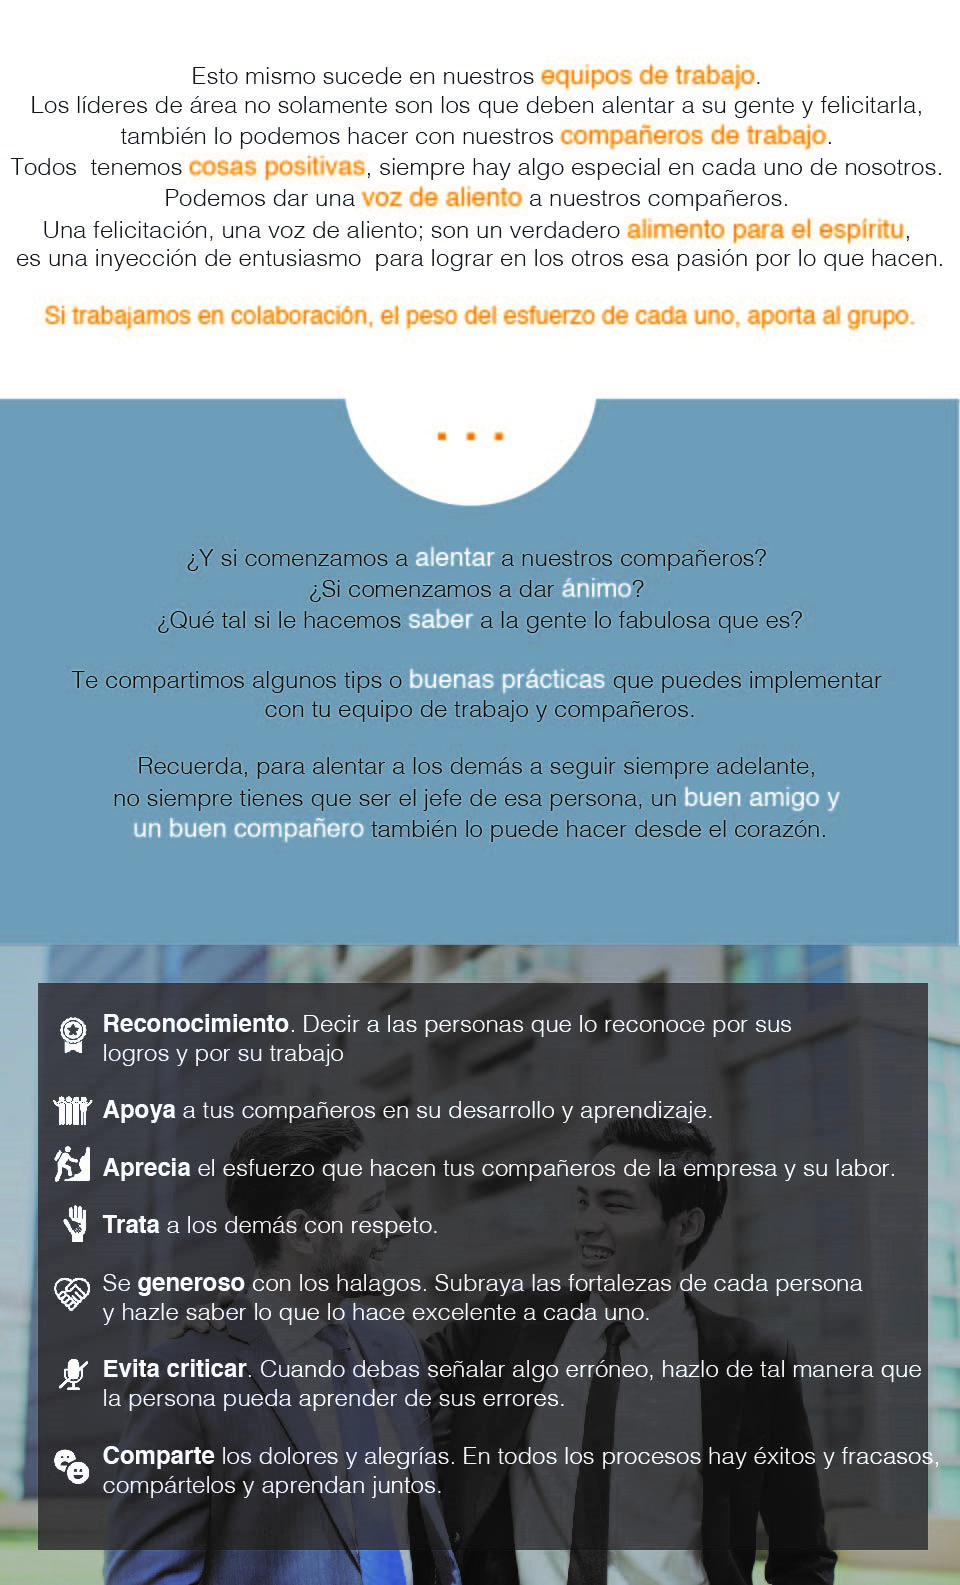 Esto mismo sucede en nuestros equipos de trabajo.
Los líderes de área no solamente son los que deben alentar a su gente y felicitarla,
también lo podemos hacer con nuestros compañeros de trabajo.
Todos tenemos cosas positivas, siempre hay algo especial en cada uno de nosotros.
Podemos dar una voz de aliento a nuestros compañeros.
Una felicitación, una voz de aliento; son un verdadero alimento para el espíritu,
es una inyección de entusiasmo para lograr en los otros esa pasión por lo que hacen.
Si trabajamos en colaboración, el peso del esfuerzo de cada uno, aporta al grupo.
...
¿Y si comenzamos a alentar a nuestros compañeros?
¿Si comenzamos a dar ánimo?
¿Qué tal si le hacemos saber a la gente lo fabulosa que es?
Te compartimos algunos tips o buenas prácticas que puedes implementar
con tu equipo de trabajo y compañeros.
Recuerda, para alentar a los demás a seguir siempre adelante,
no siempre tienes que ser el jefe de esa persona, un buen amigo y
un buen compañero también lo puede hacer desde el corazón.
Reconocimiento. Decir a las personas que lo reconoce por sus
logros y por su trabajo
Apoya a tus compañeros en su desarrollo y aprendizaje.
Aprecia el esfuerzo que hacen tus compañeros de la empresa y su labor.
Trata a los demás con respeto.
Se generoso con los halagos. Subraya las fortalezas de cada persona
y hazle saber lo que lo hace excelente a cada uno.
Evita criticar. Cuando debas señalar algo erróneo, hazlo de tal manera que
la persona pueda aprender de sus errores.
Comparte los dolores y alegrías. En todos los procesos hay éxitos y fracasos,
compártelos y aprendan juntos.